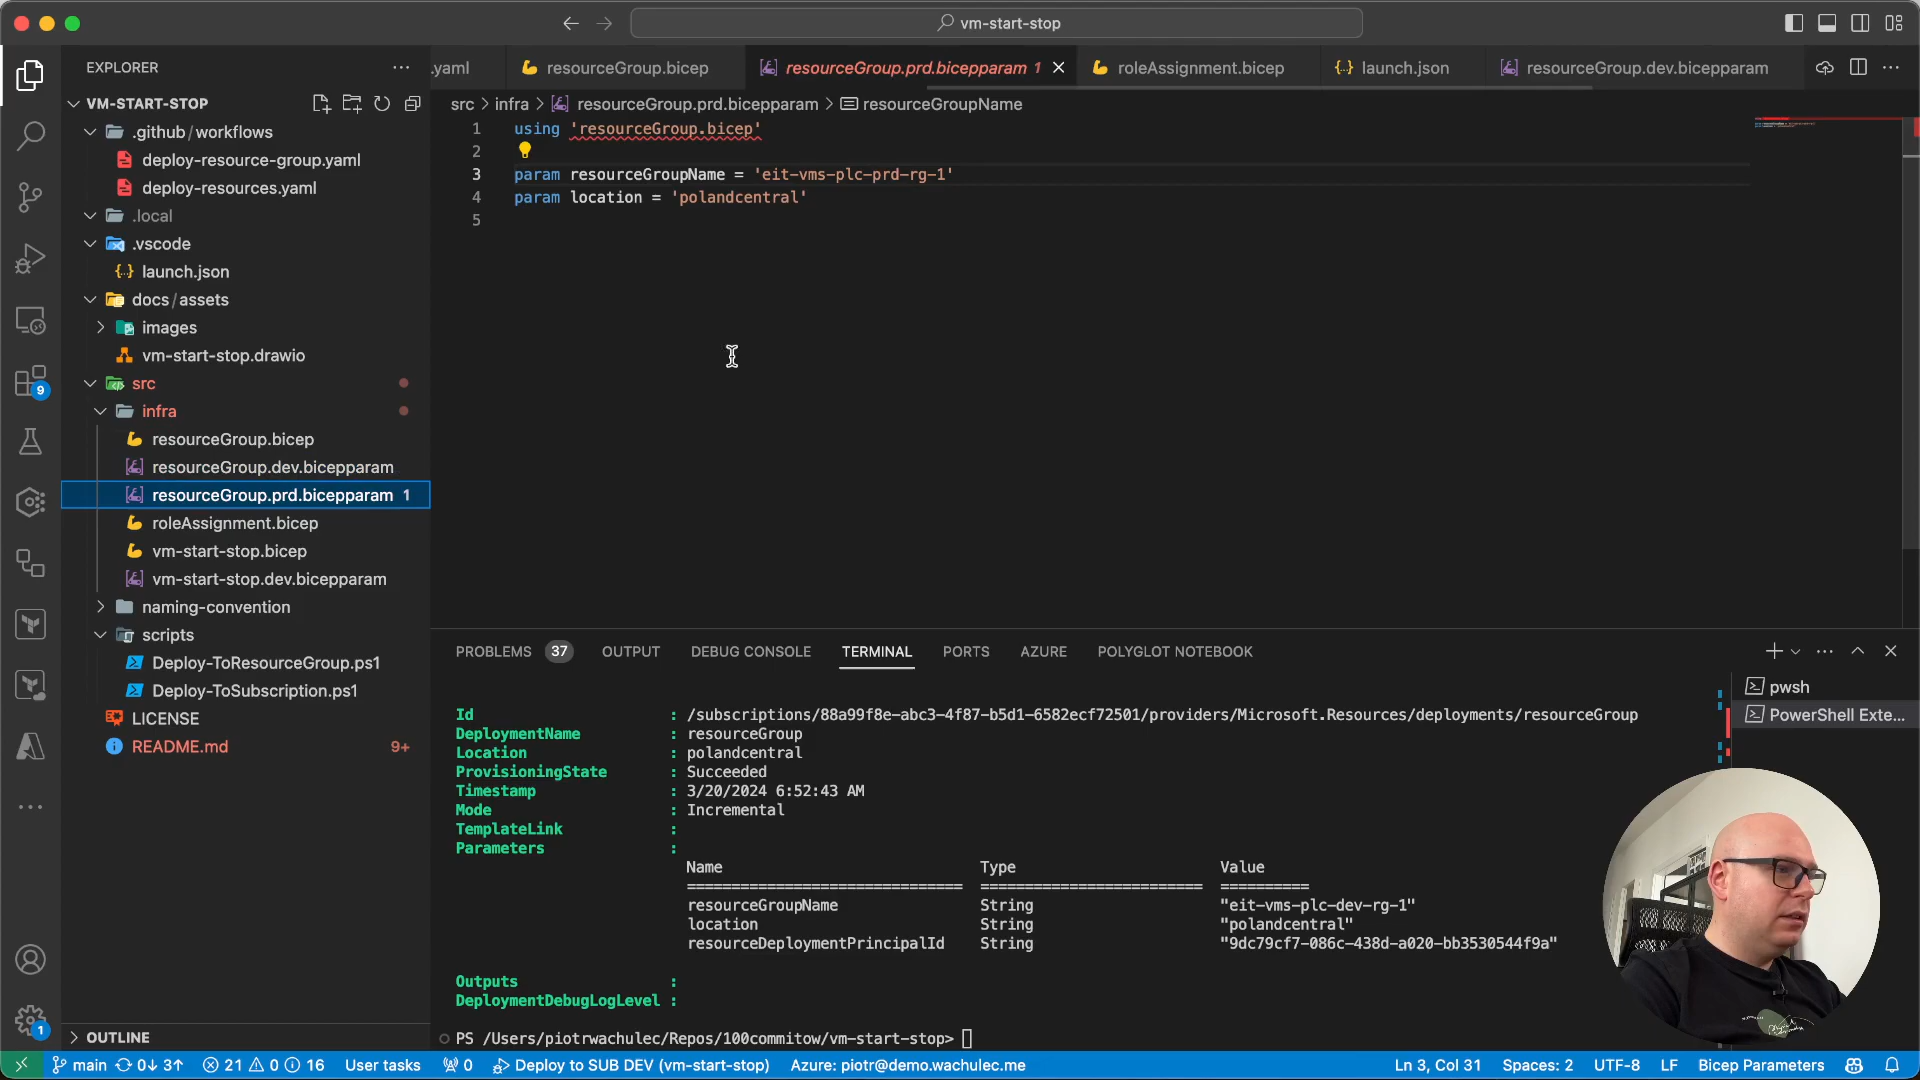 vm-start-stop
EXPLORER
.yaml
resourceGroup.bicep
resourceGroup.prd.bicepparam 1
roleAssignment.bicep
launch.json
resourceGroup.dev.bicepparam
VM-START-STOP
.github/workflows
deploy-resource-group.yaml
deploy-resources.yaml
.local
.vscode
launch.json
docs/assets
images
vm-start-stop.drawio
src
infra
resourceGroup.bicep
resourceGroup.dev.bicepparam
resourceGroup.prd.bicepparam 1
roleAssignment.bicep
vm-start-stop.bicep
vm-start-stop.dev.bicepparam
naming-convention
scripts
Deploy-ToResourceGroup.ps1
Deploy-ToSubscription.ps1
LICENSE
README.md 9+
9
1
OUTLINE
src > infra > resourceGroup.prd.bicepparam > resourceGroupName
1 using 'resourceGroup.bicep'
2
3 param resourceGroupName = 'eit-vms-plc-prd-rg-1'
4 param location = 'polandcentral'
5
PROBLEMS 37 OUTPUT DEBUG CONSOLE TERMINAL PORTS AZURE POLYGLOT NOTEBOOK
pwsh
PowerShell Exte...
Id : /subscriptions/88a99f8e-abc3-4f87-b5d1-6582ecf72501/providers/Microsoft.Resources/deployments/resourceGroup
DeploymentName : resourceGroup
Location : polandcentral
ProvisioningState : Succeeded
Timestamp : 3/20/2024 6:52:43 AM
Mode : Incremental
TemplateLink :
Parameters :
Name Type Value
=============================== ========================= ==========
resourceGroupName String "eit-vms-plc-dev-rg-1"
location String "polandcentral"
resourceDeploymentPrincipalId String "9dc79cf7-086c-438d-a020-bb3530544f9a"
Outputs :
DeploymentDebugLogLevel :
PS /Users/piotrwachulec/Repos/100commitow/vm-start-stop>
main 0↓ 3↑ 21 0 16 User tasks 0 Deploy to SUB DEV (vm-start-stop) Azure: piotr@demo.wachulec.me Ln 3, Col 31 Spaces: 2 UTF-8 LF Bicep Parameters